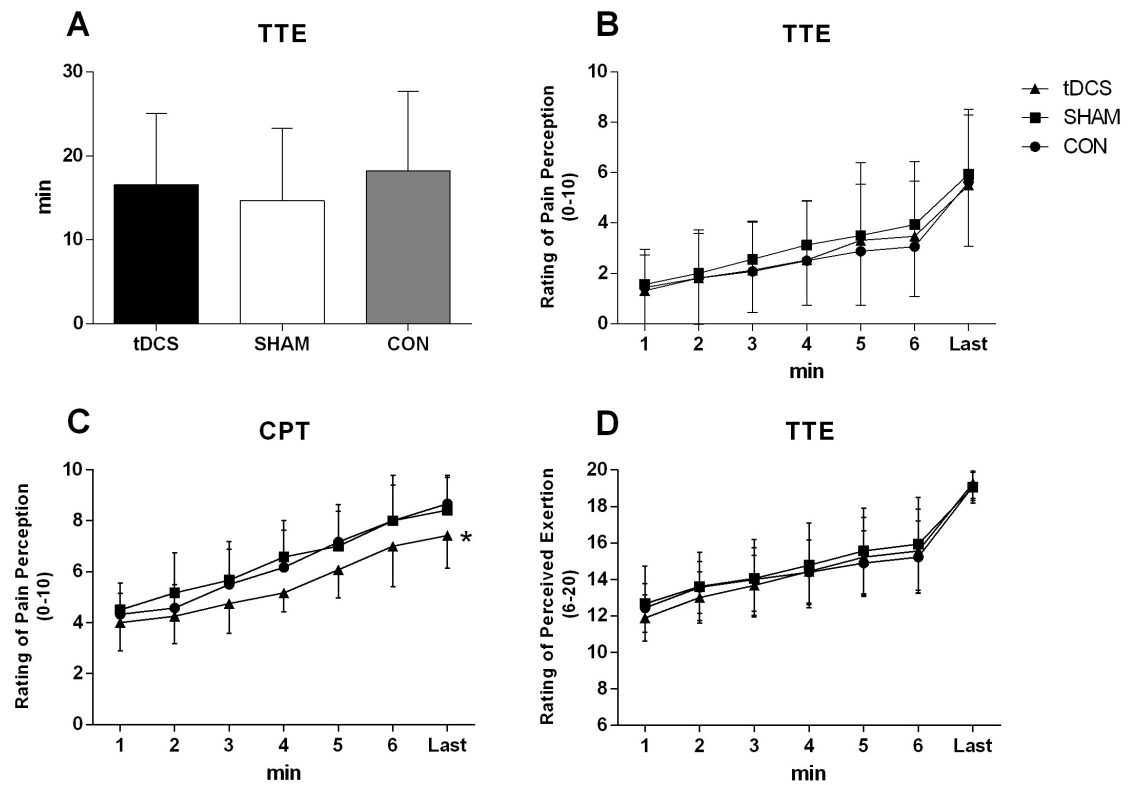 A
TTE
30
20
10
0
min
tDCS SHAM CON
B
TTE
10
8
6
4
2
0
Rating of Pain Perception
(0-10)
1 2 3 4 5 6 Last
min
tDCS
SHAM
CON
C
CPT
10
8
6
4
2
0
Rating of Pain Perception
(0-10)
*
1 2 3 4 5 6 Last
min
D
TTE
20
18
16
14
12
10
8
6
Rating of Perceived Exertion
(6-20)
1 2 3 4 5 6 Last
min